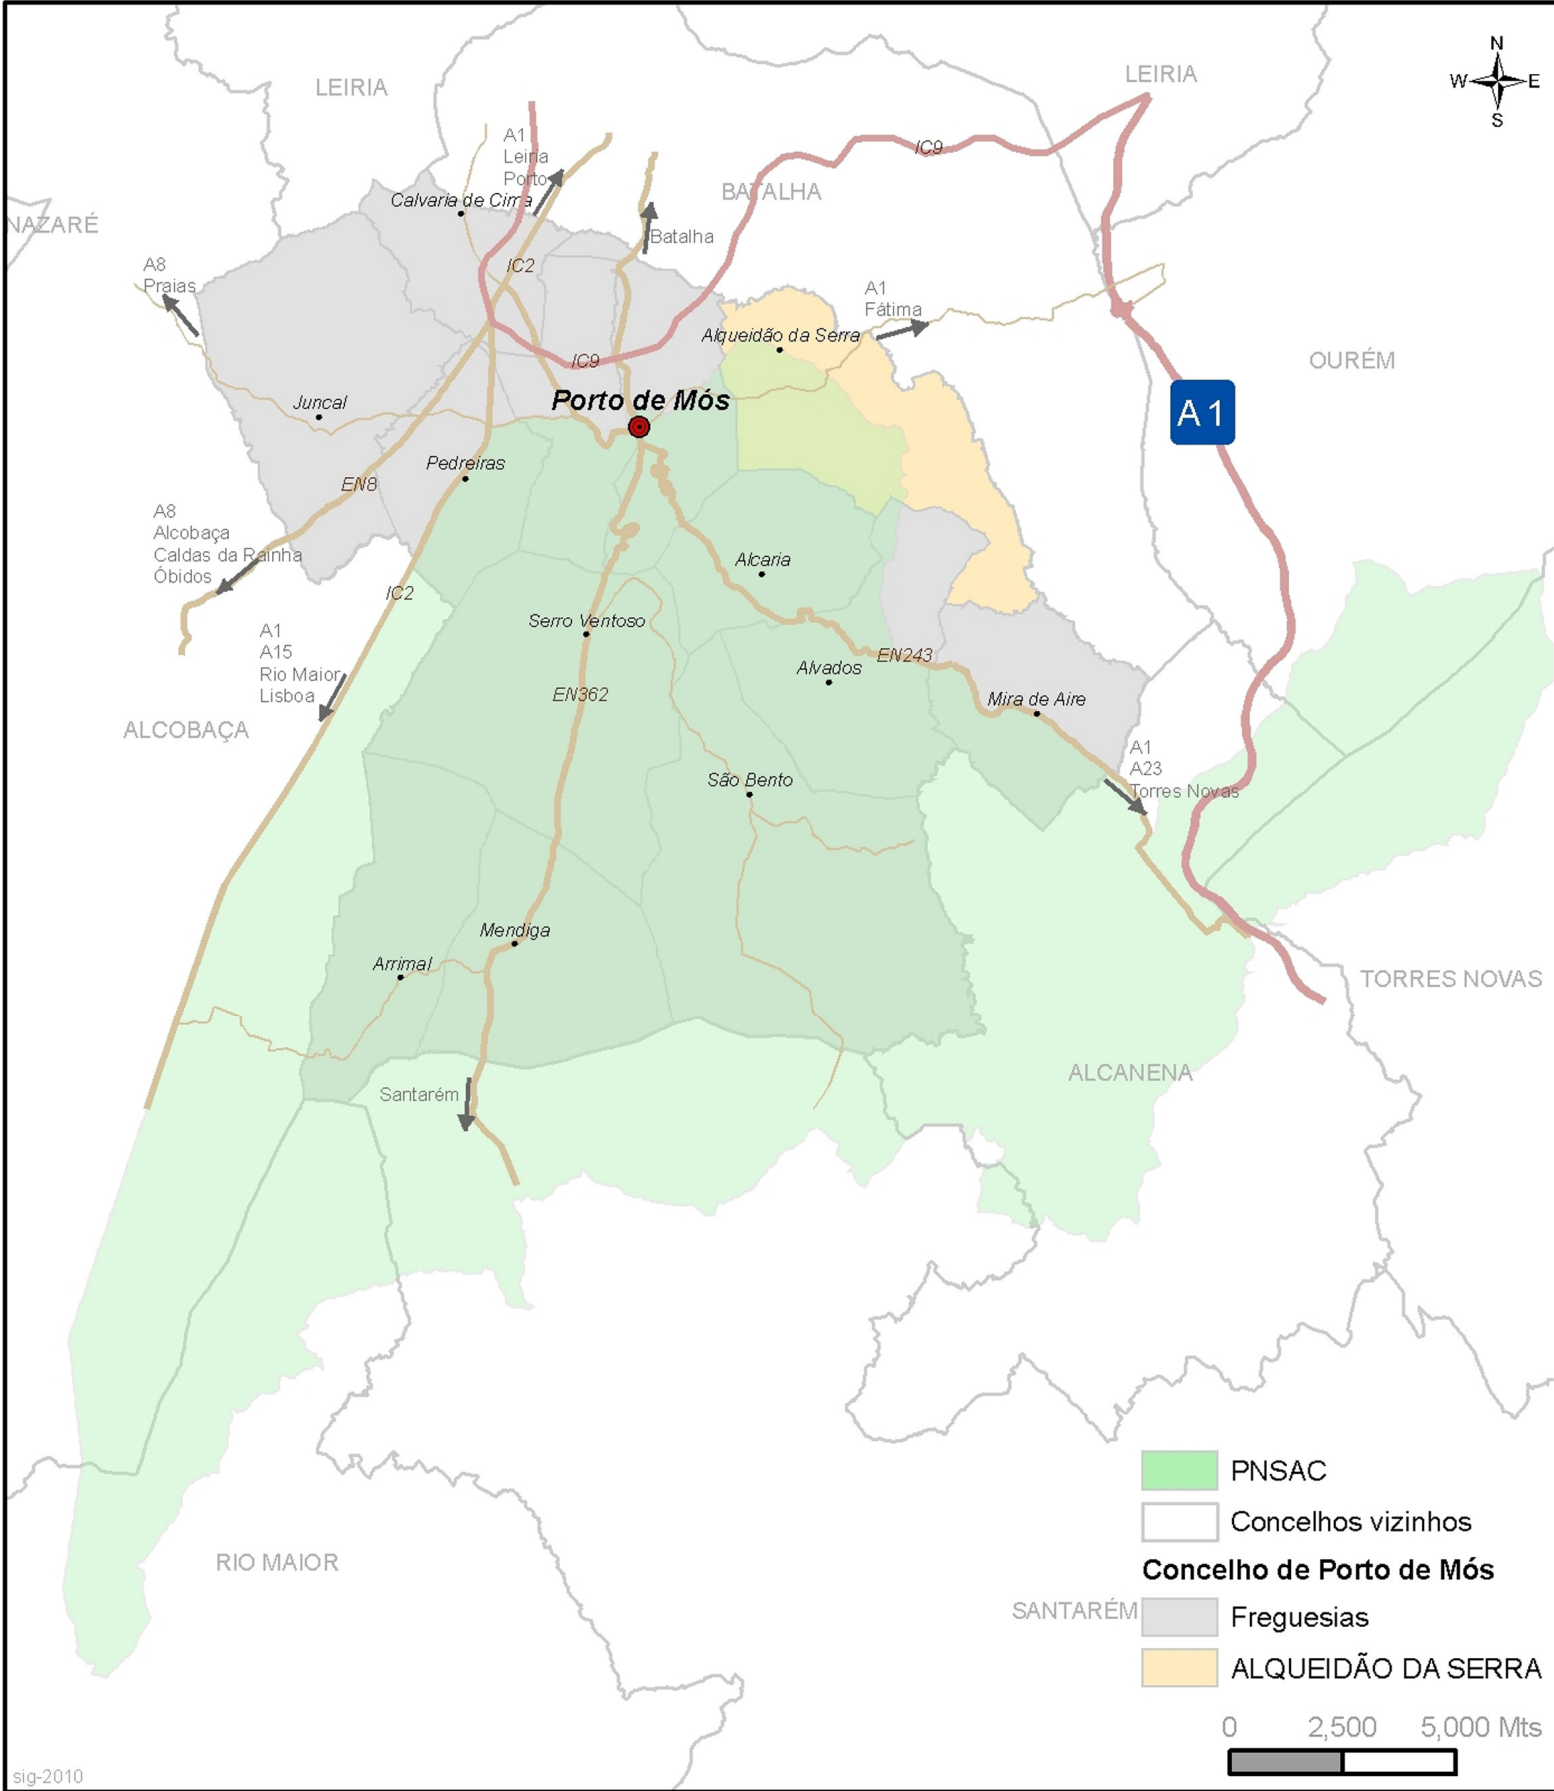 N
W
E
S
LEIRIA
LEIRIA
A1
Leiria
Porto
IC9
BATALHA
Calvaria de Cima
NAZARÉ
Batalha
IC2
A8
Praias
A1
Fátima
Alqueidão da Serra
IC9
OURÉM
Porto de Mós
Juncal
A1
Pedreiras
EN8
A8
Alcobaça
Caldas da Rainha
Óbidos
Alcaria
IC2
Serro Ventoso
A1
A15
Rio Maior
Lisboa
EN243
Alvados
EN362
Mira de Aire
ALCOBAÇA
A1
A23
Torres Novas
São Bento
Mendiga
Arrimal
TORRES NOVAS
ALCANENA
Santarém
PNSAC
Concelhos vizinhos
Concelho de Porto de Mós
RIO MAIOR
SANTARÉM
Freguesias
ALQUEIDÃO DA SERRA
0 2,500 5,000 Mts
sig-2010